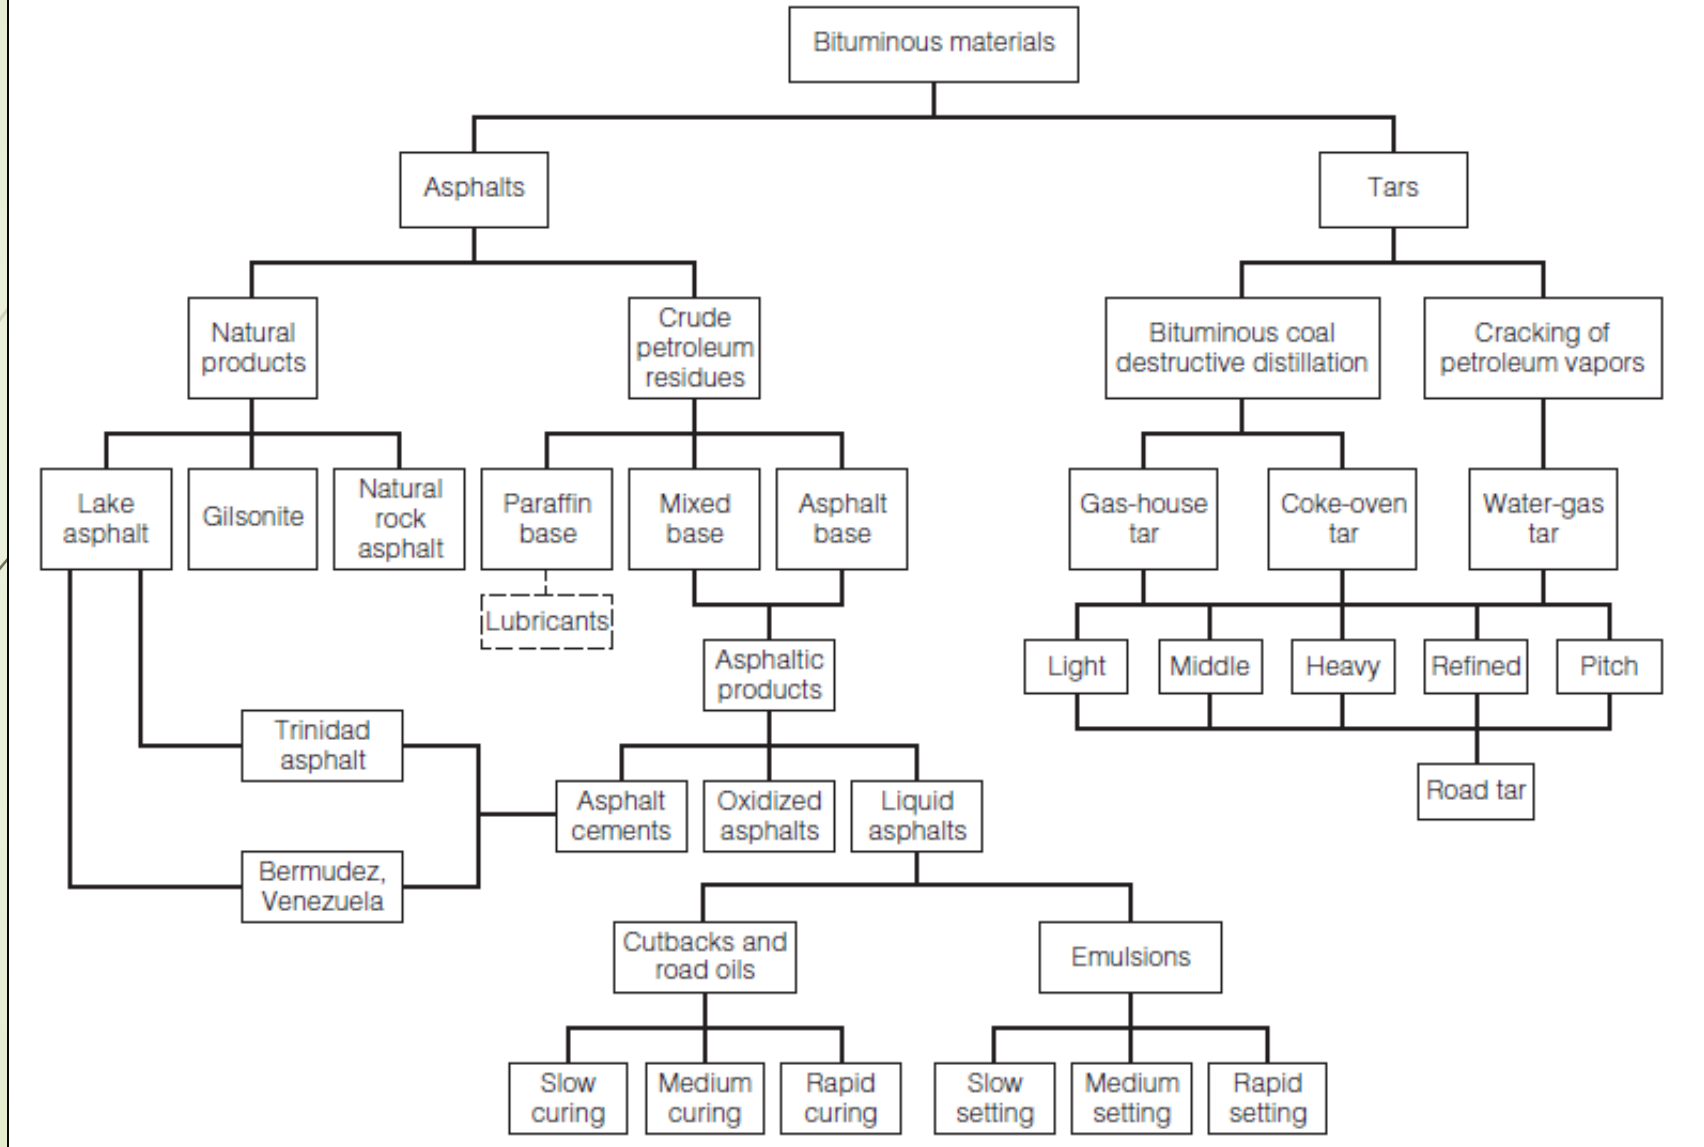 Bituminous materials
Asphalts
Tars
Natural
products
Crude
petroleum
residues
Bituminous coal
destructive distillation
Cracking of
petroleum vapors
Lake
asphalt
Gilsonite
Natural
rock
asphalt
Paraffin
base
Mixed
base
Asphalt
base
Gas-house
tar
Coke-oven
tar
Water-gas
tar
Lubricants
Asphaltic
products
Light
Middle
Heavy
Refined
Pitch
Trinidad
asphalt
Asphalt
cements
Oxidized
asphalts
Liquid
asphalts
Road tar
Bermudez,
Venezuela
Cutbacks and
road oils
Emulsions
Slow
curing
Medium
curing
Rapid
curing
Slow
setting
Medium
setting
Rapid
setting